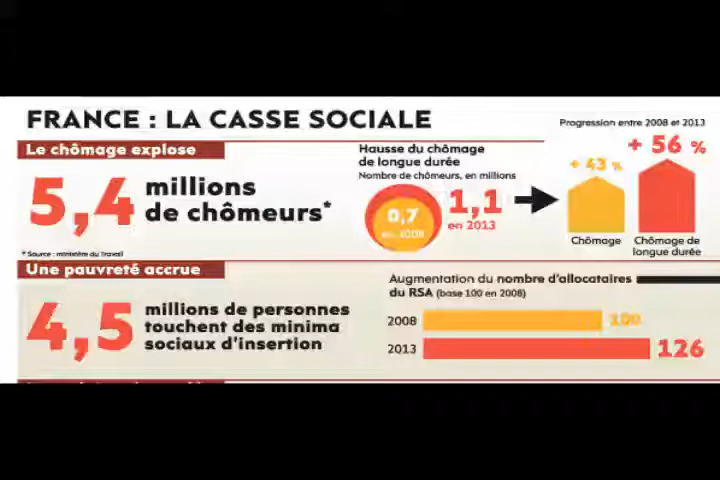 FRANCE : LA CASSE SOCIALE
Le chômage explose
5,4 millions
de chômeurs*
* Source : ministère du Travail
Hausse du chômage
de longue durée
Nombre de chômeurs, en millions
0,7
en 2008
1,1
en 2013
Progression entre 2008 et 2013
+ 43 %
+ 56 %
Chômage
Chômage de
longue durée
Une pauvreté accrue
4,5 millions de personnes
touchent des minima
sociaux d'insertion
Augmentation du nombre d'allocataires
du RSA (base 100 en 2008)
2008 100
2013 126